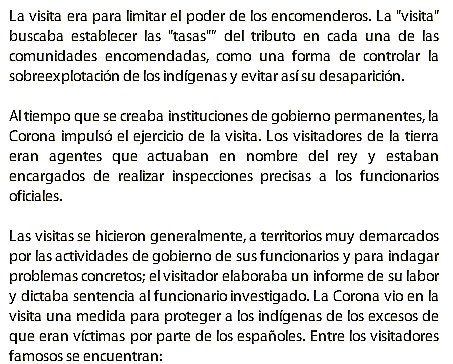 La visita era para limitar el poder de los encomenderos. La "visita"
buscaba establecer las "tasas"" del tributo en cada una de las
comunidades encomendadas, como una forma de controlar la
sobreexplotación de los indígenas y evitar así su desaparición.
Al tiempo que se creaba instituciones de gobierno permanentes, la
Corona impulsó el ejercicio de la visita. Los visitadores de la tierra
eran agentes que actuaban en nombre del rey y estaban
encargados de realizar inspecciones precisas a los funcionarios
oficiales.
Las visitas se hicieron generalmente, a territorios muy demarcados
por las actividades de gobierno de sus funcionarios y para indagar
problemas concretos; el visitador elaboraba un informe de su labor
y dictaba sentencia al funcionario investigado. La Corona vio en la
visita una medida para proteger a los indígenas de los excesos de
que eran víctimas por parte de los españoles. Entre los visitadores
famosos se encuentran: